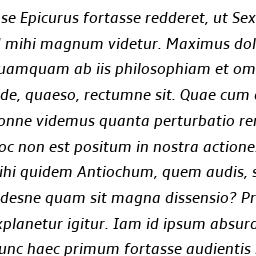 se Epicurus fortasse redderet, ut Sex
mihi magnum videtur. Maximus dol
uamquam ab iis philosophiam et om
de, quaeso, rectumne sit. Quae cum
onne videmus quanta perturbatio rer
oc non est positum in nostra actione.
ihi quidem Antiochum, quem audis, s
desne quam sit magna dissensio? Pr
xplanetur igitur. Iam id ipsum absurd
unc haec primum fortasse audientis